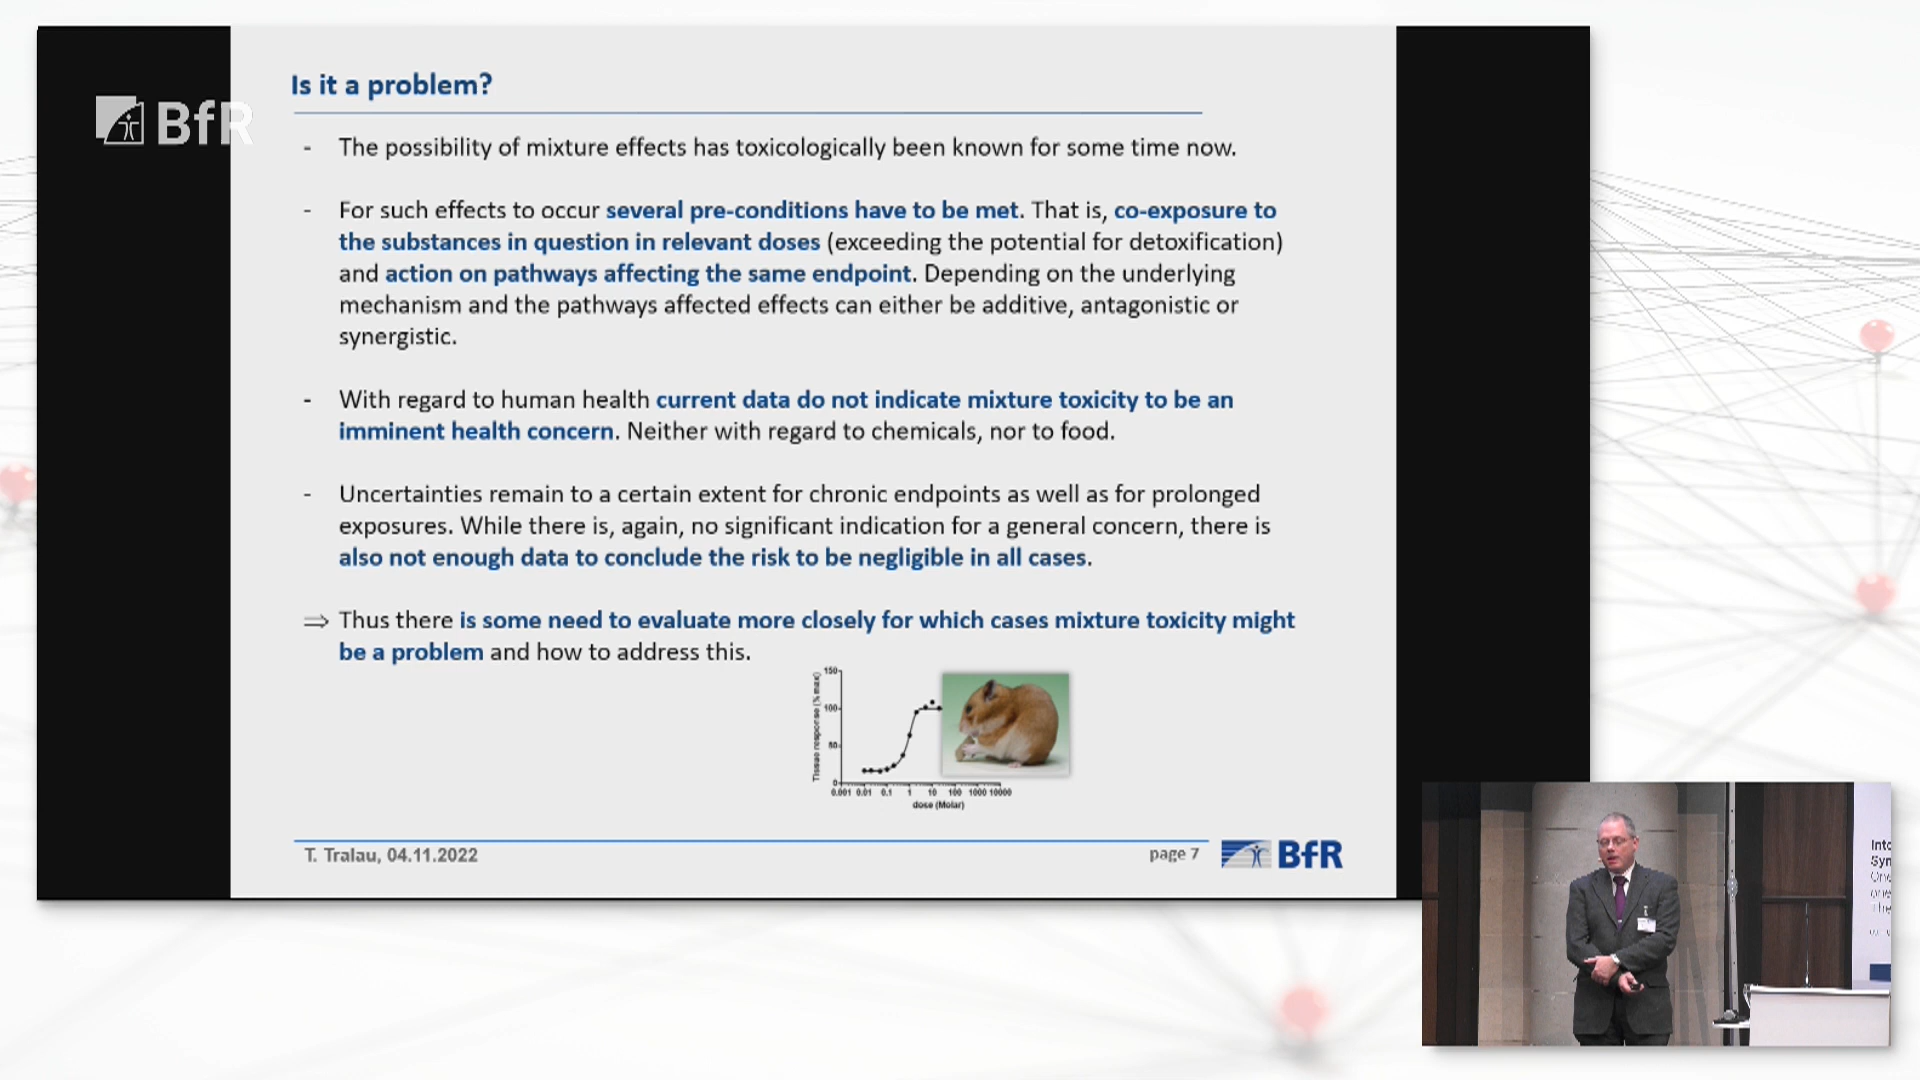 Is it a problem?
BfR
- The possibility of mixture effects has toxicologically been known for some time now.
- For such effects to occur several pre-conditions have to be met. That is, co-exposure to
the substances in question in relevant doses (exceeding the potential for detoxification)
and action on pathways affecting the same endpoint. Depending on the underlying
mechanism and the pathways affected effects can either be additive, antagonistic or
synergistic.
- With regard to human health current data do not indicate mixture toxicity to be an
imminent health concern. Neither with regard to chemicals, nor to food.
- Uncertainties remain to a certain extent for chronic endpoints as well as for prolonged
exposures. While there is, again, no significant indication for a general concern, there is
also not enough data to conclude the risk to be negligible in all cases.
⇒ Thus there is some need to evaluate more closely for which cases mixture toxicity might
be a problem and how to address this.
Tissue response (% max)
150
100
50
0
0.001 0.01 0.1 1 10 100 1000 10000
dose (Molar)
T. Tralau, 04.11.2022
page 7
BfR